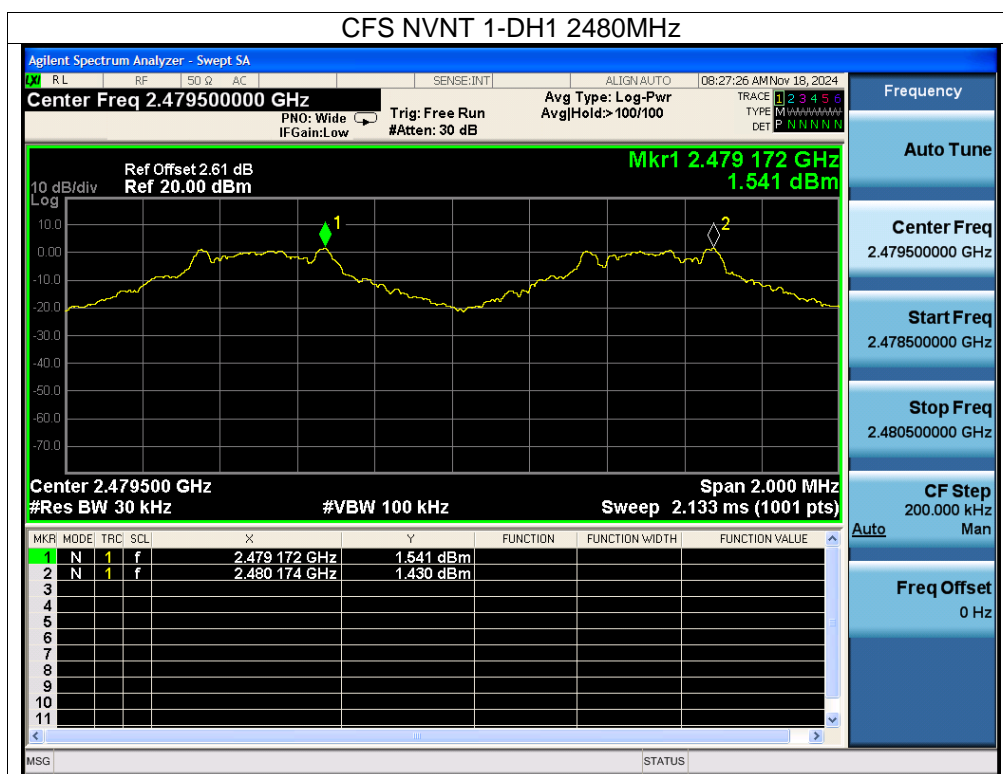 CFS NVNT 1-DH1 2480MHz
Agilent Spectrum Analyzer - Swept SA
LXI RL RF 50 Ω AC SENSE:INT ALIGN AUTO 08:27:26 AM Nov 18, 2024
Center Freq 2.479500000 GHz
PNO: Wide
IFGain:Low
Trig: Free Run
#Atten: 30 dB
Avg Type: Log-Pwr
Avg|Hold:>100/100
TRACE 1 2 3 4 5 6
TYPE M
DET P N N N N N
Ref Offset 2.61 dB
Ref 20.00 dBm
10 dB/div
Log
Mkr1 2.479 172 GHz
1.541 dBm
10.0
0.00
-10.0
-20.0
-30.0
-40.0
-50.0
-60.0
-70.0
1
2
Center 2.479500 GHz Span 2.000 MHz
#Res BW 30 kHz #VBW 100 kHz Sweep 2.133 ms (1001 pts)
MKR MODE TRC SCL X Y FUNCTION FUNCTION WIDTH FUNCTION VALUE
1 N 1 f 2.479 172 GHz 1.541 dBm
2 N 1 f 2.480 174 GHz 1.430 dBm
3
4
5
6
7
8
9
10
11
MSG STATUS
Frequency
Auto Tune
Center Freq
2.479500000 GHz
Start Freq
2.478500000 GHz
Stop Freq
2.480500000 GHz
CF Step
200.000 kHz
Auto Man
Freq Offset
0 Hz